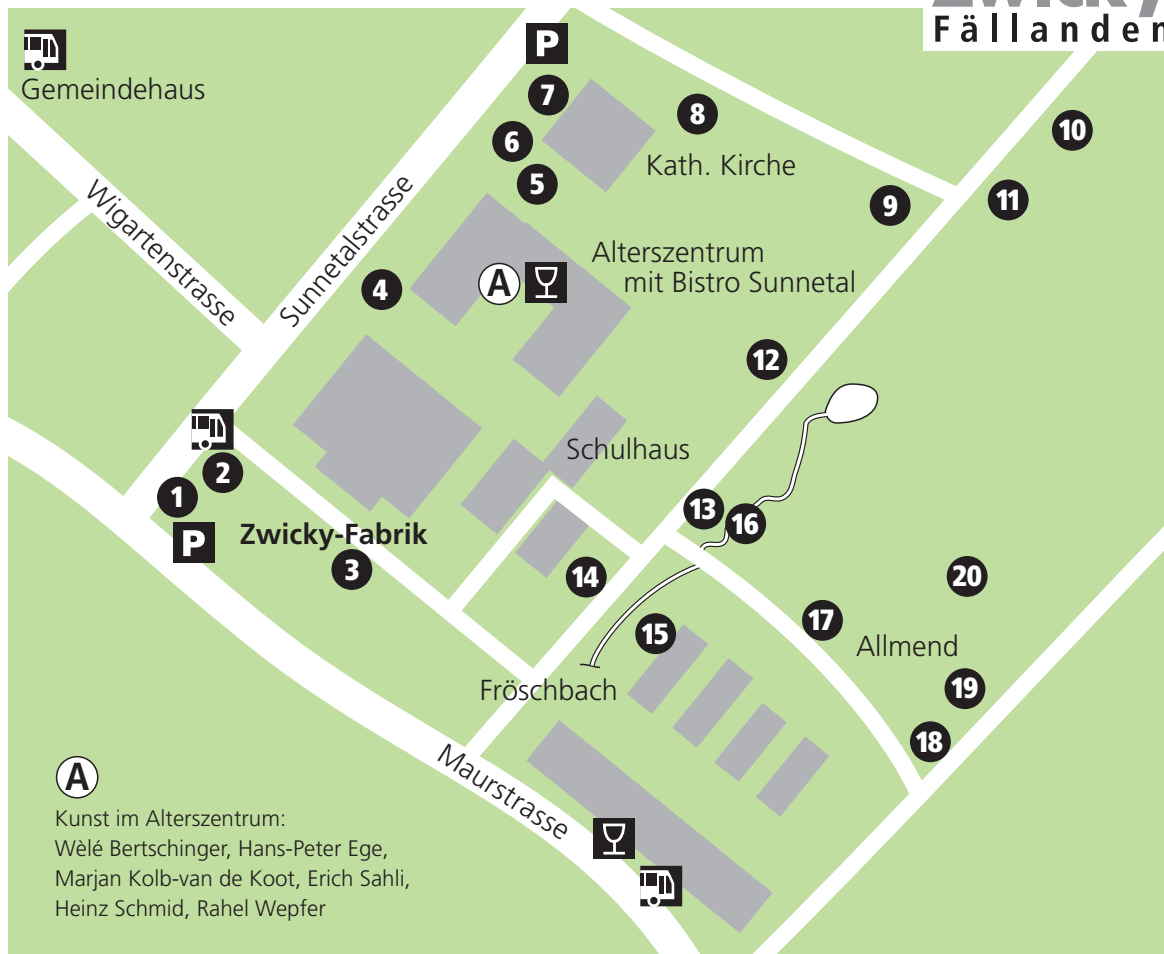 Zwicky
Fällanden
P
Gemeindehaus
7
8
6
10
Kath. Kirche
5
11
9
Wigartenstrasse
Sunnetalstrasse
Alterszentrum
mit Bistro Sunnetal
4
A
12
Schulhaus
2
1
13
16
P
Zwicky-Fabrik
3
14
20
17
15
Allmend
Fröschbach
19
18
Maurstrasse
A
Kunst im Alterszentrum:
Wèlé Bertschinger, Hans-Peter Ege,
Marjan Kolb-van de Koot, Erich Sahli,
Heinz Schmid, Rahel Wepfer